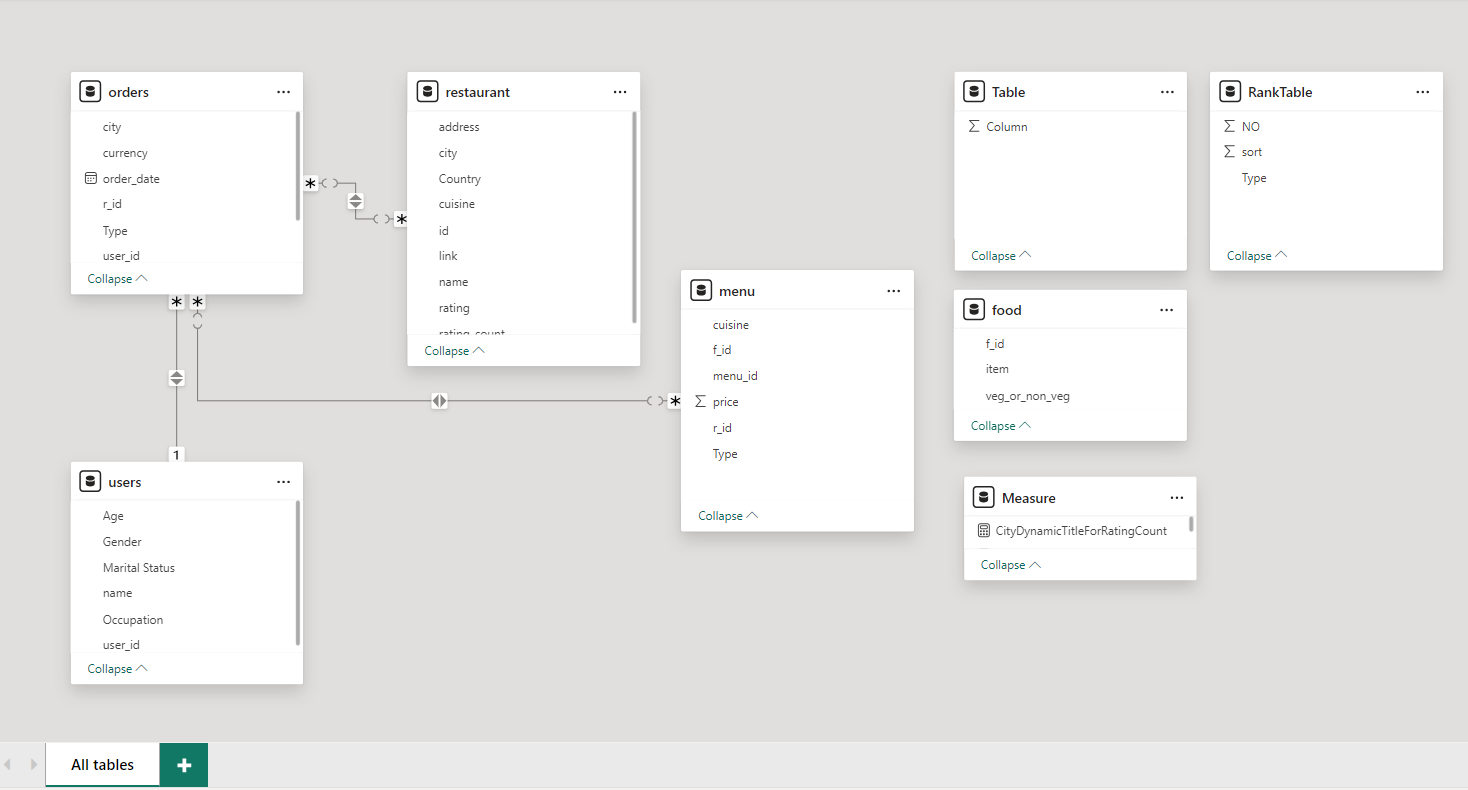 orders
city
currency
order_date
r_id
Type
user_id
Collapse
restaurant
address
city
Country
cuisine
id
link
name
rating
rating_count
Collapse
Table
Column
Collapse
RankTable
NO
sort
Type
Collapse
menu
cuisine
f_id
menu_id
price
r_id
Type
Collapse
food
f_id
item
veg_or_non_veg
Collapse
* * * * *
1
users
Age
Gender
Marital Status
name
Occupation
user_id
Collapse
Measure
CityDynamicTitleForRatingCount
Collapse
All tables